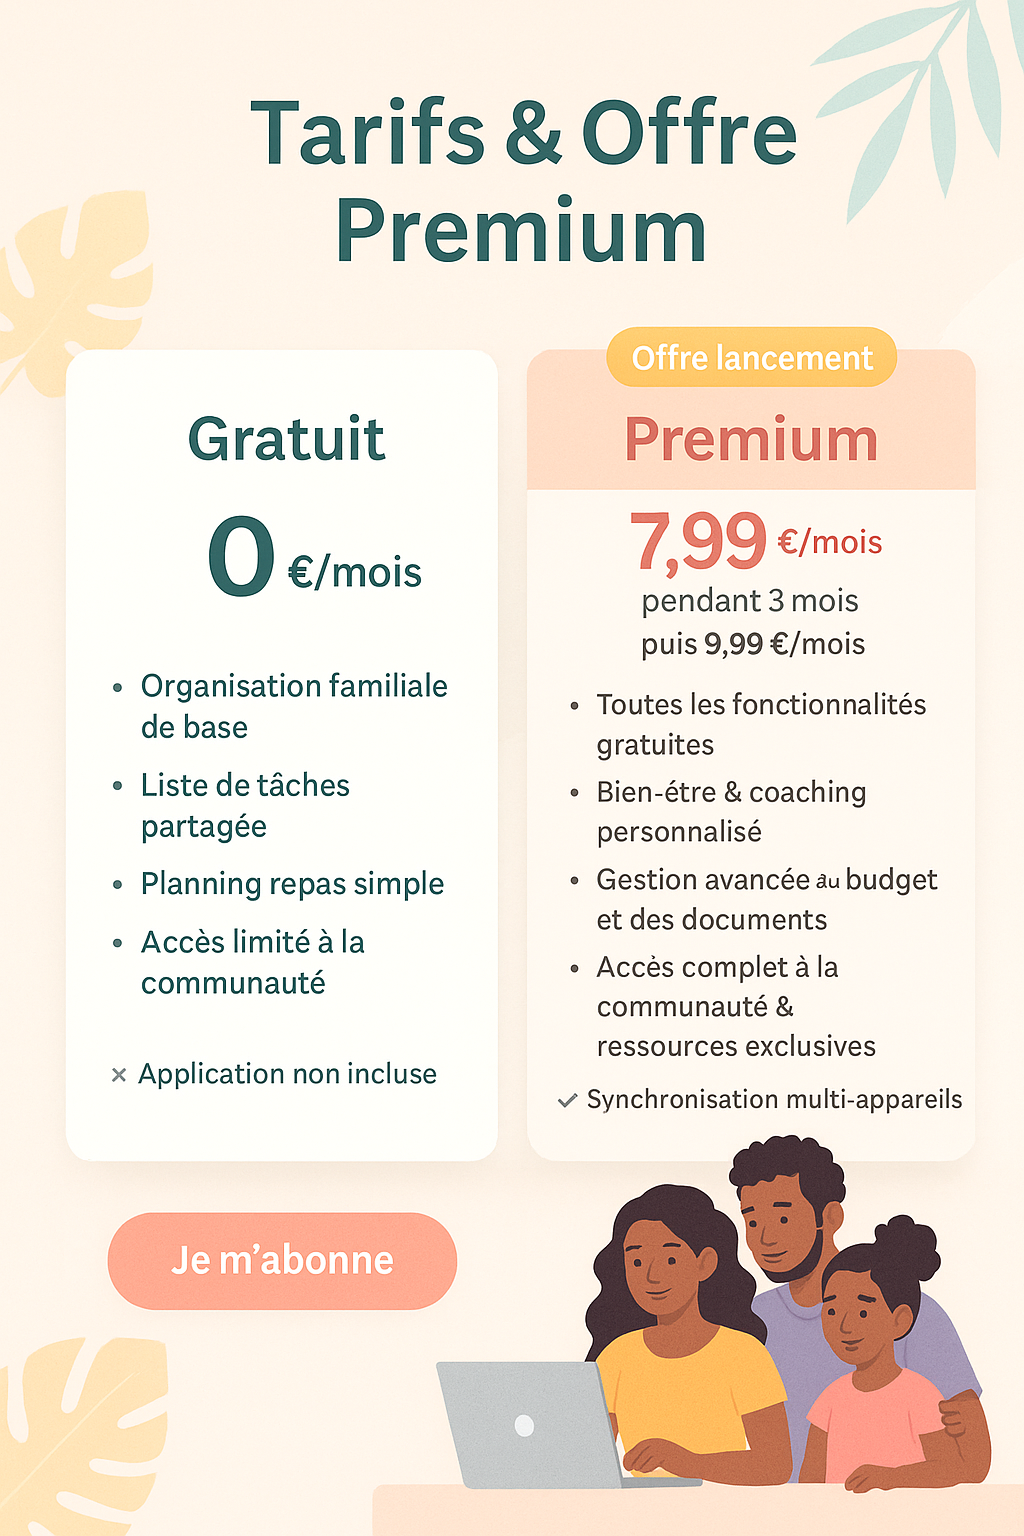 Tarifs & Offre
Premium
Gratuit
0 €/mois
• Organisation familiale
de base
• Liste de tâches
partagée
• Planning repas simple
• Accès limité à la
communauté
× Application non incluse
Offre lancement
Premium
7,99 €/mois
pendant 3 mois
puis 9,99 €/mois
• Toutes les fonctionnalités
gratuites
• Bien-étre & coaching
personnalisé
• Gestion avancée au budget
et des documents
• Accès complet à la
communauté &
ressources exclusives
✓ Synchronisation multi-appareils
Je m’abonne